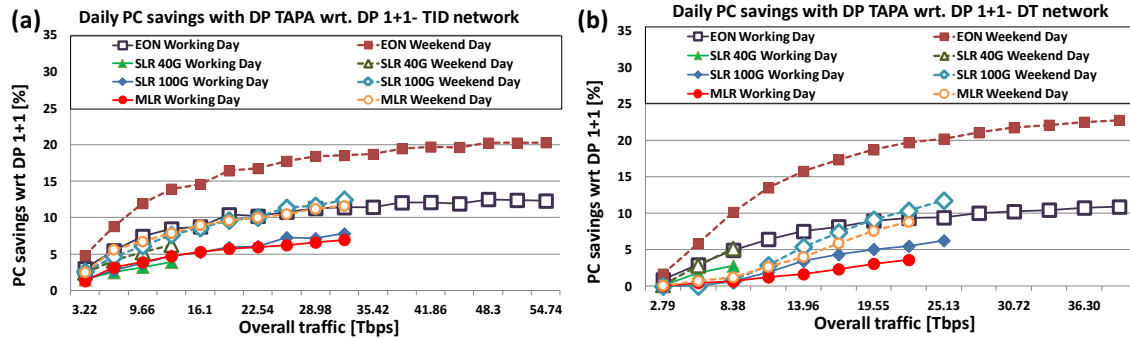 (a)
Daily PC savings with DP TAPA wrt. DP 1+1- TID network
PC savings wrt DP 1+1 [%]
35
30
25
20
15
10
5
0
EON Working Day
EON Weekend Day
SLR 40G Working Day
SLR 40G Weekend Day
SLR 100G Working Day
SLR 100G Weekend Day
MLR Working Day
MLR Weekend Day
3.22 9.66 16.1 22.54 28.98 35.42 41.86 48.3 54.74
Overall traffic [Tbps]
(b)
Daily PC savings with DP TAPA wrt. DP 1+1- DT network
PC savings wrt DP 1+1 [%]
35
30
25
20
15
10
5
0
EON Working Day
EON Weekend Day
SLR 40G Working Day
SLR 40G Weekend Day
SLR 100G Working Day
SLR 100G Weekend Day
MLR Working Day
MLR Weekend Day
2.79 8.38 13.96 19.55 25.13 30.72 36.30
Overall traffic [Tbps]